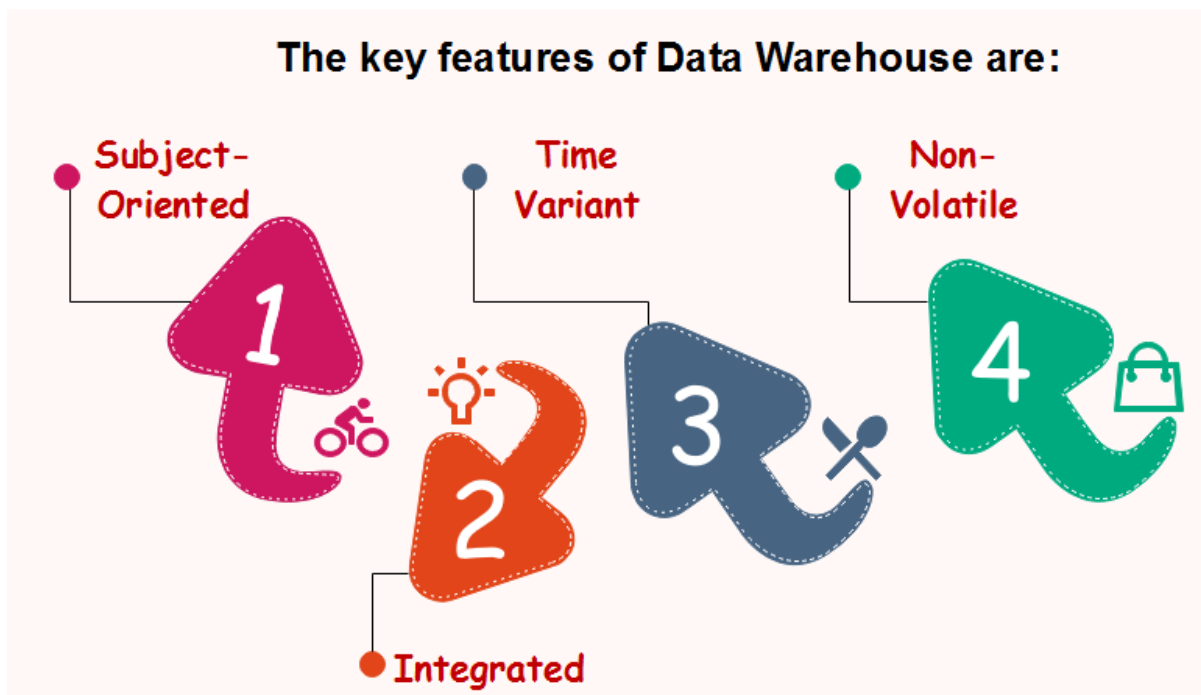 The key features of Data Warehouse are:
Subject-
Oriented
1
2
Integrated
Time
Variant
3
Non-
Volatile
4